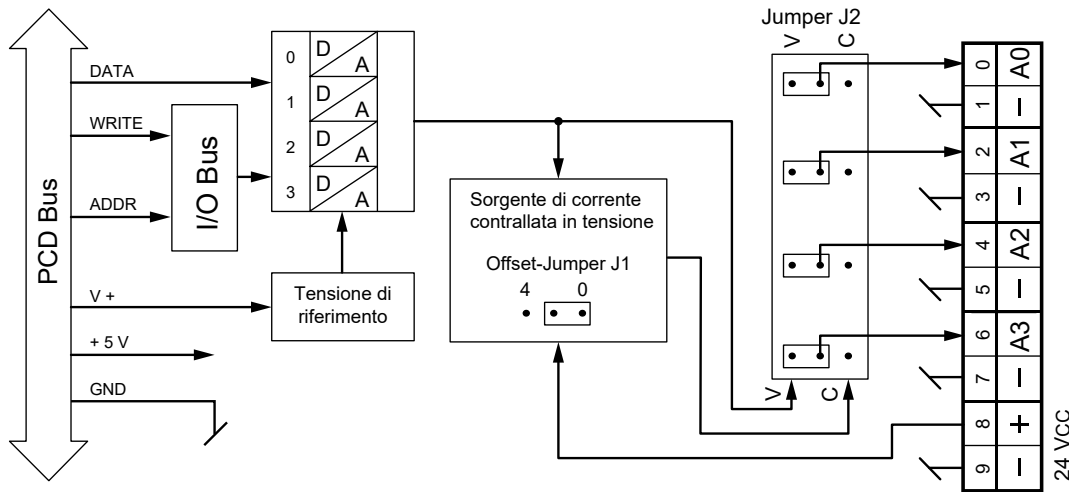 PCD Bus
DATA
WRITE
ADDR
V +
+ 5 V
GND
I/O Bus
0
1
2
3
D
A
D
A
D
A
D
A
Tensione di
riferimento
Sorgente di corrente
contrallata in tensione
Offset-Jumper J1
4 0
Jumper J2
V C
V C
0 A0
1 –
2 A1
3 –
4 A2
5 –
6 A3
7 –
8 +
9 –
24 VCC